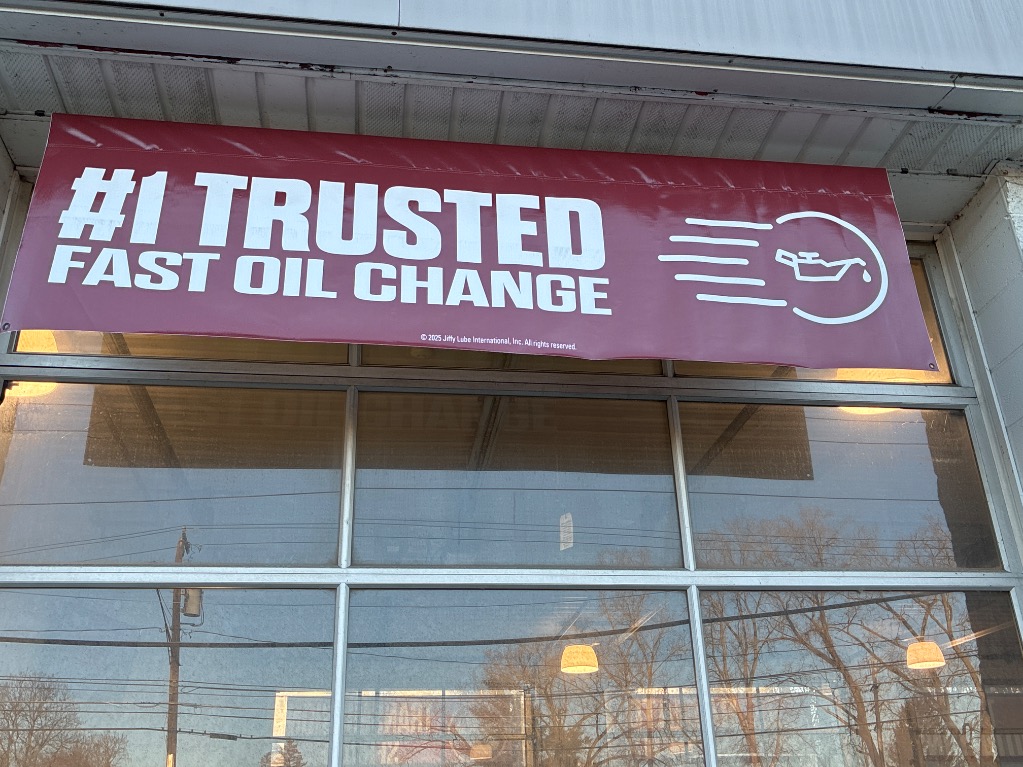 #1 TRUSTED
FAST OIL CHANGE
© 2025 Jiffy Lube International, Inc. All rights reserved.